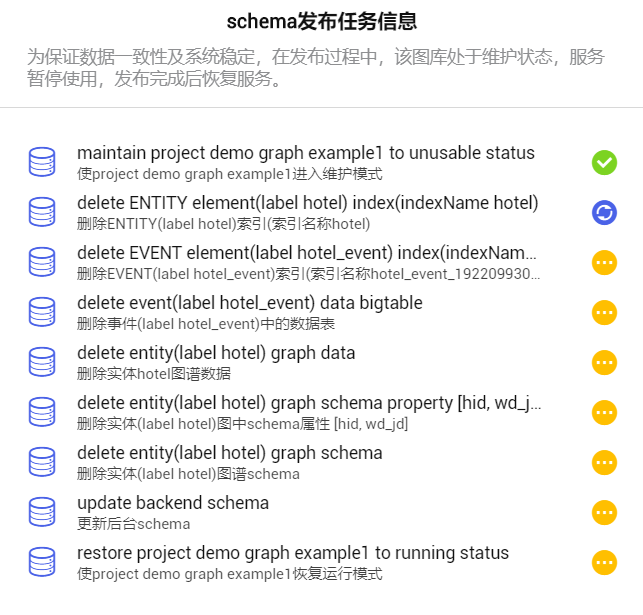 schema发布任务信息
为保证数据一致性及系统稳定，在发布过程中，该图库处于维护状态，服务
暂停使用，发布完成后恢复服务。
maintain project demo graph example1 to unusable status
使project demo graph example1进入维护模式
delete ENTITY element(label hotel) index(indexName hotel)
删除ENTITY(label hotel)索引(索引名称hotel)
delete EVENT element(label hotel_event) index(indexNam...
删除EVENT(label hotel_event)索引(索引名称hotel_event_192209930...
delete event(label hotel_event) data bigtable
删除事件(label hotel_event)中的数据表
delete entity(label hotel) graph data
删除实体hotel图谱数据
delete entity(label hotel) graph schema property [hid, wd_j...
删除实体(label hotel)图中schema属性 [hid, wd_jd]
delete entity(label hotel) graph schema
删除实体(label hotel)图谱schema
update backend schema
更新后台schema
restore project demo graph example1 to running status
使project demo graph example1恢复运行模式